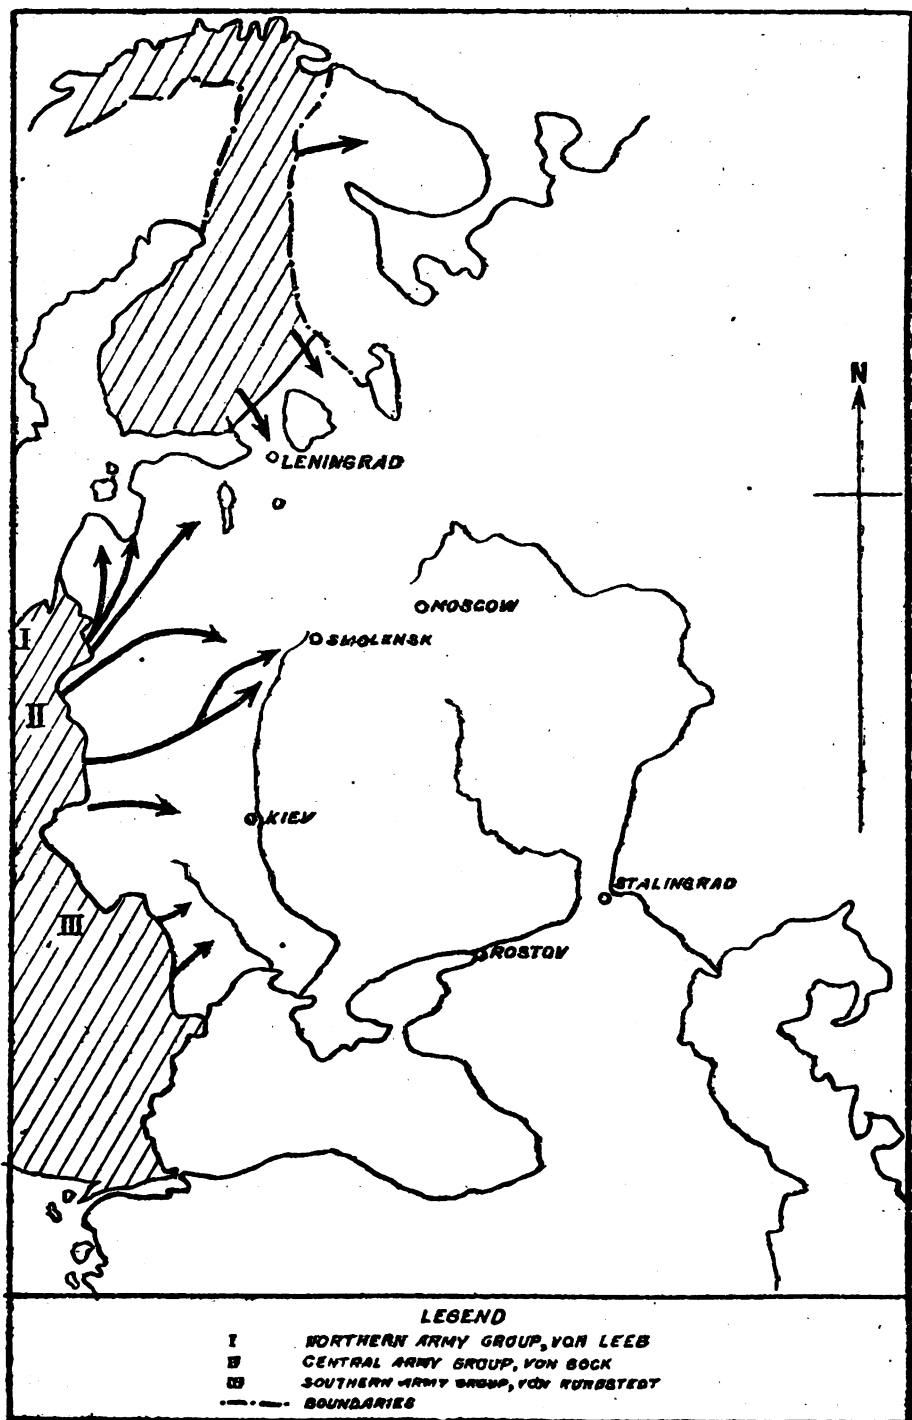 N
LENINGRAD
MOSCOW
I
SMOLENSK
II
KIEV
STALINGRAD
III
ROSTOV
LEGEND
I NORTHERN ARMY GROUP, VON LEEB
II CENTRAL ARMY GROUP, VON BOCK
III SOUTHERN ARMY GROUP, VON RUNDSTEDT
BOUNDARIES